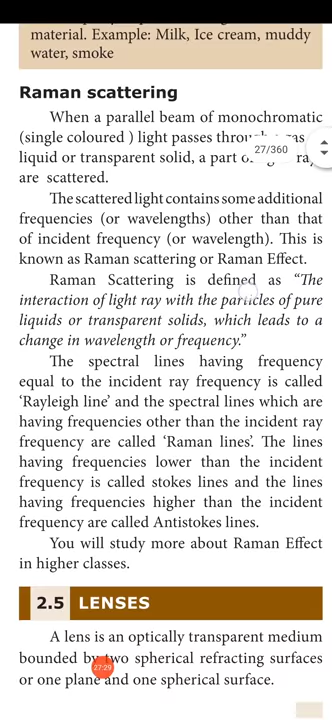 material. Example: Milk, Ice cream, muddy
water, smoke
Raman scattering
When a parallel beam of monochromatic
(single coloured ) light passes through gas
27/360
liquid or transparent solid, a part of
are scattered.
The scattered light contains some additional
frequencies (or wavelengths) other than that
of incident frequency (or wavelength). This is
known as Raman scattering or Raman Effect.
Raman Scattering is defined as “The
interaction of light ray with the particles of pure
liquids or transparent solids, which leads to a
change in wavelength or frequency.”
The spectral lines having frequency
equal to the incident ray frequency is called
‘Rayleigh line’ and the spectral lines which are
having frequencies other than the incident ray
frequency are called ‘Raman lines’. The lines
having frequencies lower than the incident
frequency is called stokes lines and the lines
having frequencies higher than the incident
frequency are called Antistokes lines.
You will study more about Raman Effect
in higher classes.
2.5 LENSES
A lens is an optically transparent medium
bounded by two spherical refracting surfaces
27:29
or one plane and one spherical surface.